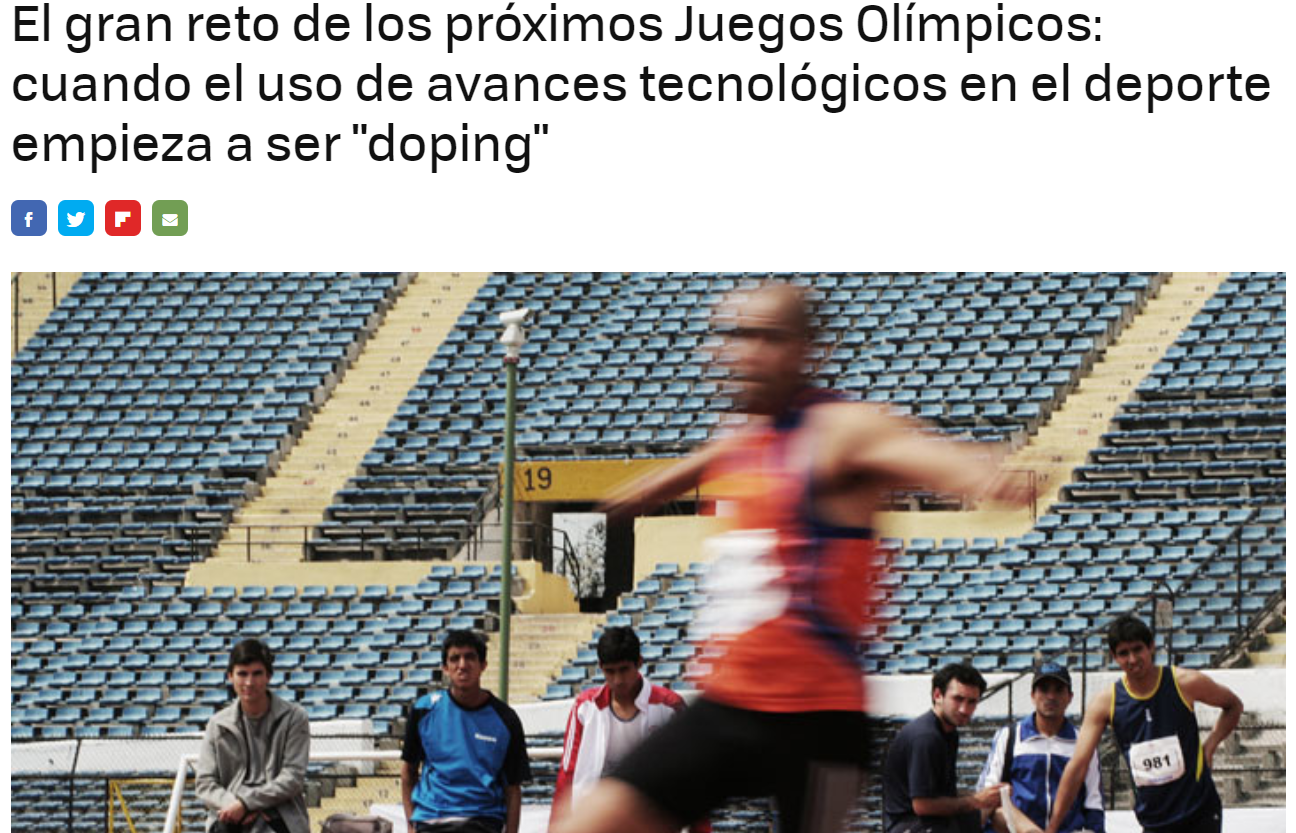 El gran reto de los próximos Juegos Olímpicos:
cuando el uso de avances tecnológicos en el deporte
empieza a ser "doping"
19
981